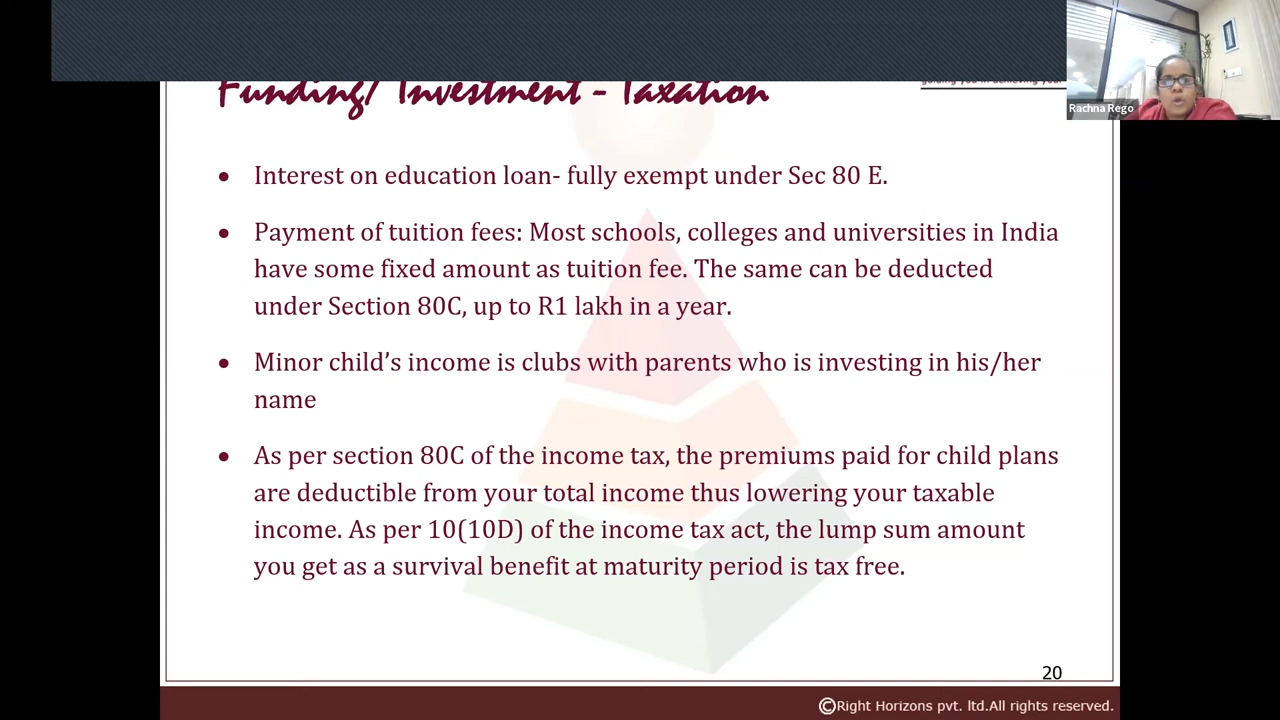 Funding/ Investment - Taxation
guiding you in achieving your
Rachna Rego
• Interest on education loan- fully exempt under Sec 80 E.
• Payment of tuition fees: Most schools, colleges and universities in India
have some fixed amount as tuition fee. The same can be deducted
under Section 80C, up to R1 lakh in a year.
• Minor child’s income is clubs with parents who is investing in his/her
name
• As per section 80C of the income tax, the premiums paid for child plans
are deductible from your total income thus lowering your taxable
income. As per 10(10D) of the income tax act, the lump sum amount
you get as a survival benefit at maturity period is tax free.
20
©Right Horizons pvt. ltd.All rights reserved.